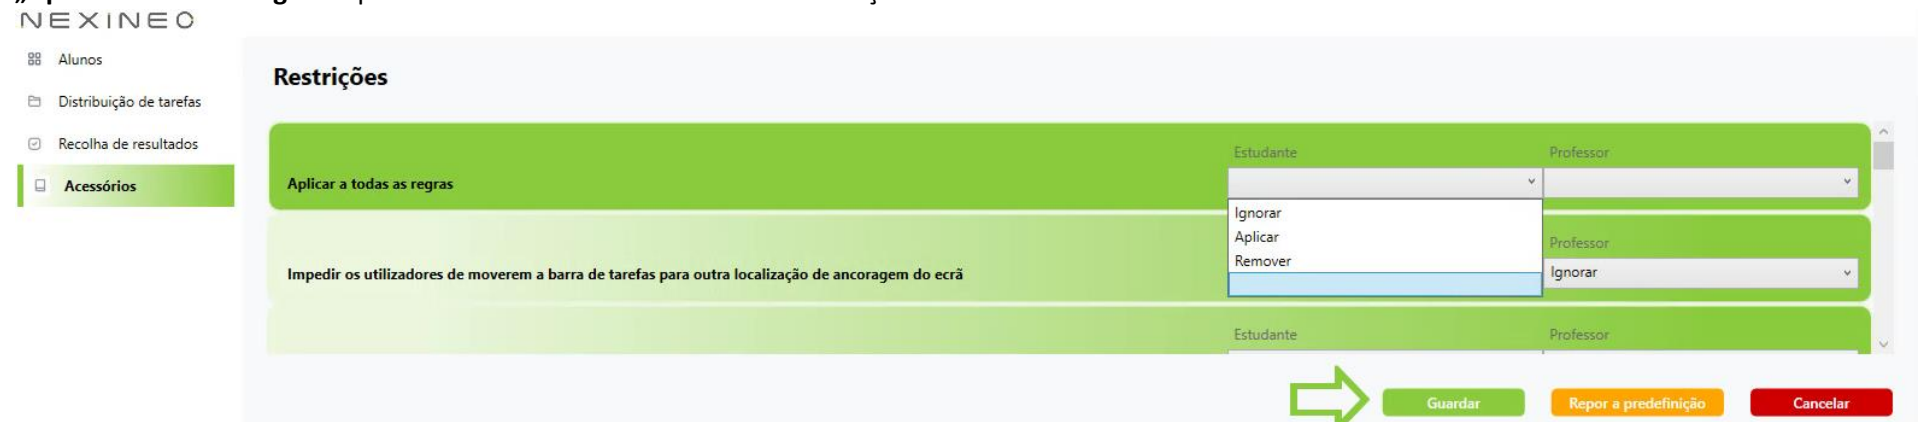 NEXINEO
Alunos
Distribuição de tarefas
Recolha de resultados
Acessórios
Restrições
Estudante Professor
Aplicar a todas as regras
Ignorar
Aplicar
Remover
Professor
Impedir os utilizadores de moverem a barra de tarefas para outra localização de ancoragem do ecrã Ignorar
Estudante Professor
Guardar Repor a predefinição Cancelar